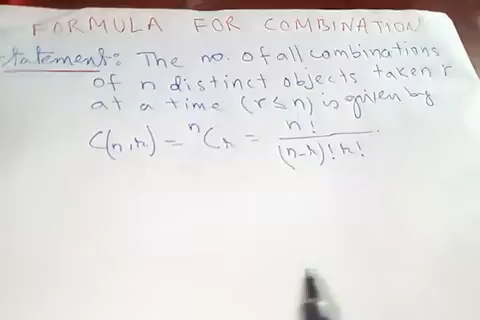 FORMULA FOR COMBINATION
Statement: The no. of all combinations
of n distinct objects taken r
at a time (r ≤ n) is given by
C(n,r) = ⁿCr = n! / (n-r)! r!